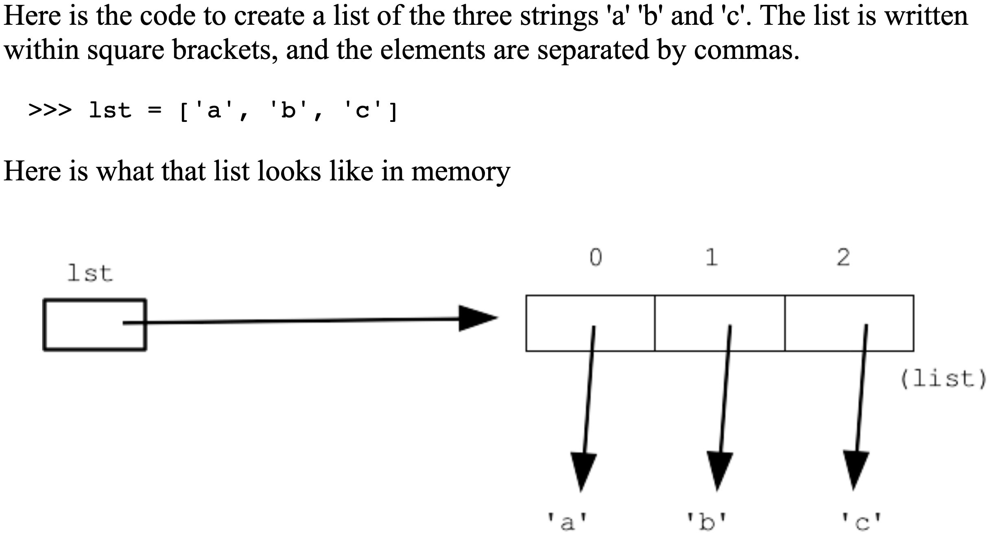 Here is the code to create a list of the three strings 'a' 'b' and 'c'. The list is written
within square brackets, and the elements are separated by commas.
>>> lst = ['a', 'b', 'c']
Here is what that list looks like in memory
lst
0 1 2
(list)
'a' 'b' 'c'